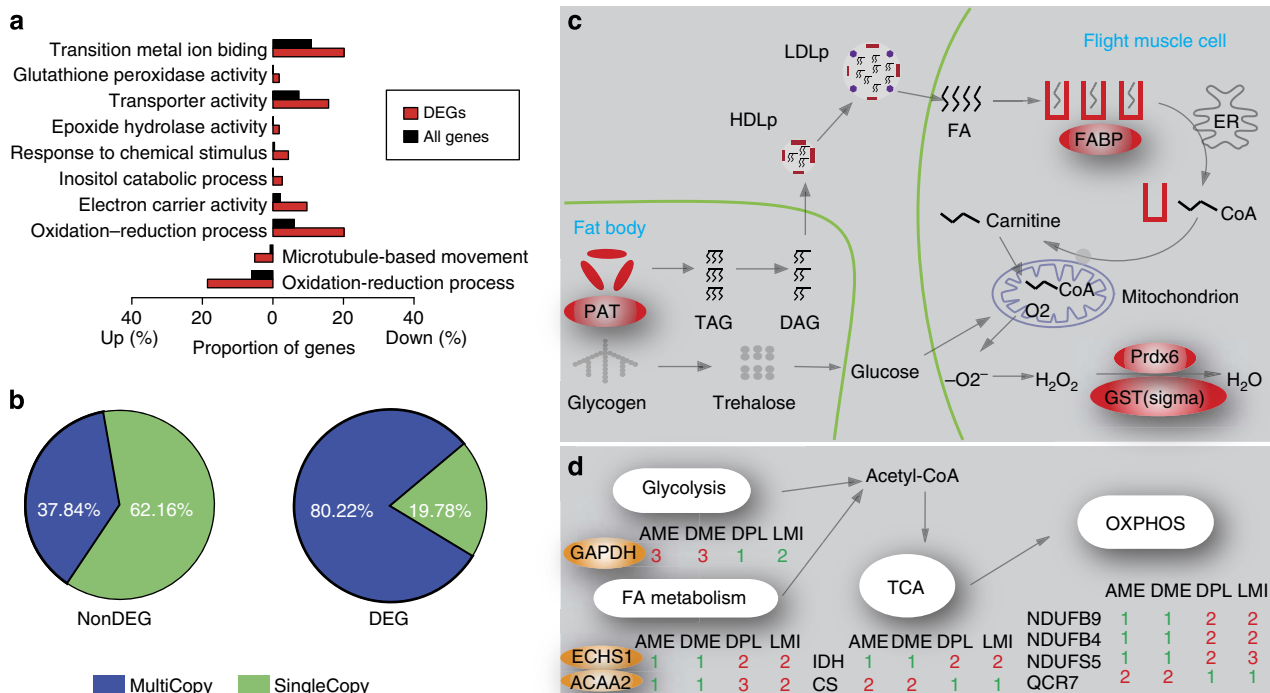 a
Transition metal ion biding
Glutathione peroxidase activity
Transporter activity
Epoxide hydrolase activity
Response to chemical stimulus
Inositol catabolic process
Electron carrier activity
Oxidation–reduction process
Microtubule-based movement
Oxidation-reduction process
DEGs
All genes
40 20 0 20 40
Up (%) Down (%)
Proportion of genes
b
37.84% 62.16%
NonDEG
80.22% 19.78%
DEG
MultiCopy SingleCopy
c
LDLp
HDLp
Flight muscle cell
FA
FABP
ER
CoA
Carnitine
CoA
O2
Mitochondrion
Fat body
PAT
TAG
DAG
Glycogen
Trehalose
Glucose
–O2⁻
H₂O₂
Prdx6
GST(sigma)
H₂O
d
Glycolysis
Acetyl-CoA
OXPHOS
AME DME DPL LMI
GAPDH 3 3 1 2
FA metabolism
TCA
AME DME DPL LMI
ECHS1 1 1 2 2
ACAA2 1 1 3 2
AME DME DPL LMI
IDH 1 1 2 2
CS 2 2 1 1
AME DME DPL LMI
NDUFB9 1 1 2 2
NDUFB4 1 1 2 2
NDUFS5 1 1 2 3
QCR7 2 2 1 1